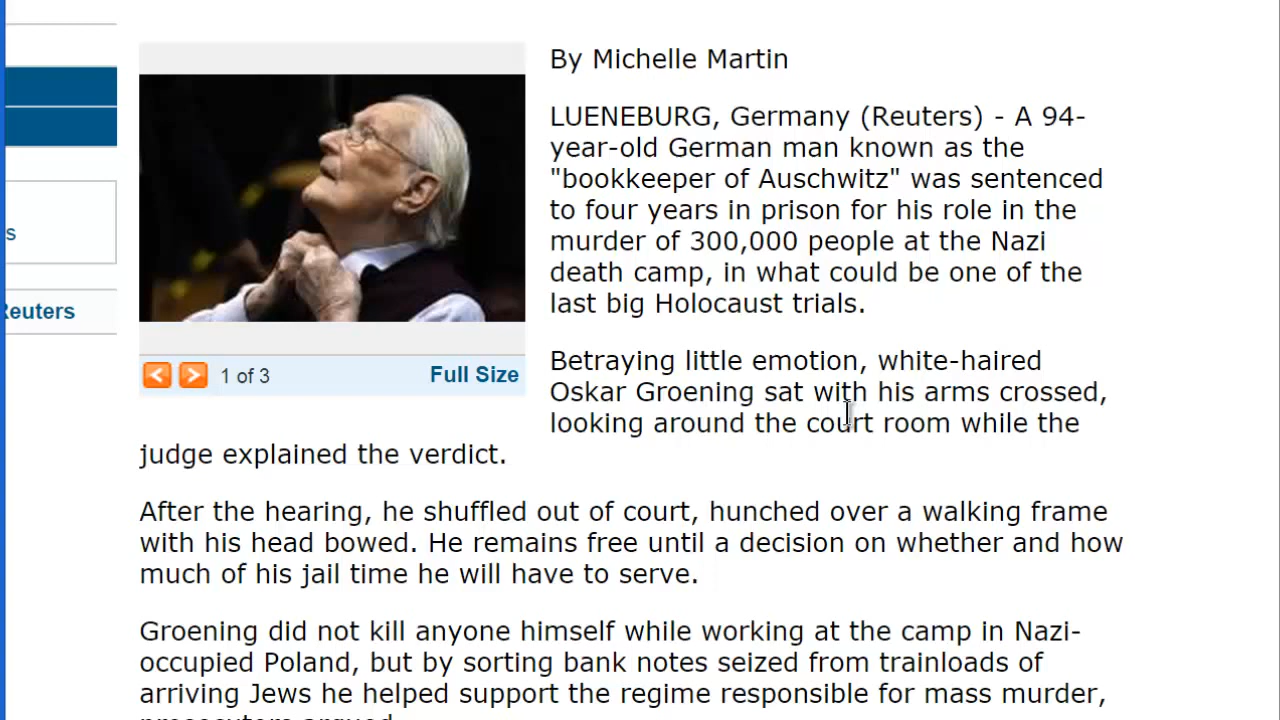 By Michelle Martin
LUENEBURG, Germany (Reuters) - A 94-
year-old German man known as the
"bookkeeper of Auschwitz" was sentenced
to four years in prison for his role in the
murder of 300,000 people at the Nazi
death camp, in what could be one of the
last big Holocaust trials.
1 of 3
Full Size
Betraying little emotion, white-haired
Oskar Groening sat with his arms crossed,
looking around the court room while the
judge explained the verdict.
After the hearing, he shuffled out of court, hunched over a walking frame
with his head bowed. He remains free until a decision on whether and how
much of his jail time he will have to serve.
Groening did not kill anyone himself while working at the camp in Nazi-
occupied Poland, but by sorting bank notes seized from trainloads of
arriving Jews he helped support the regime responsible for mass murder,
prosecutors argued.
s
Reuters